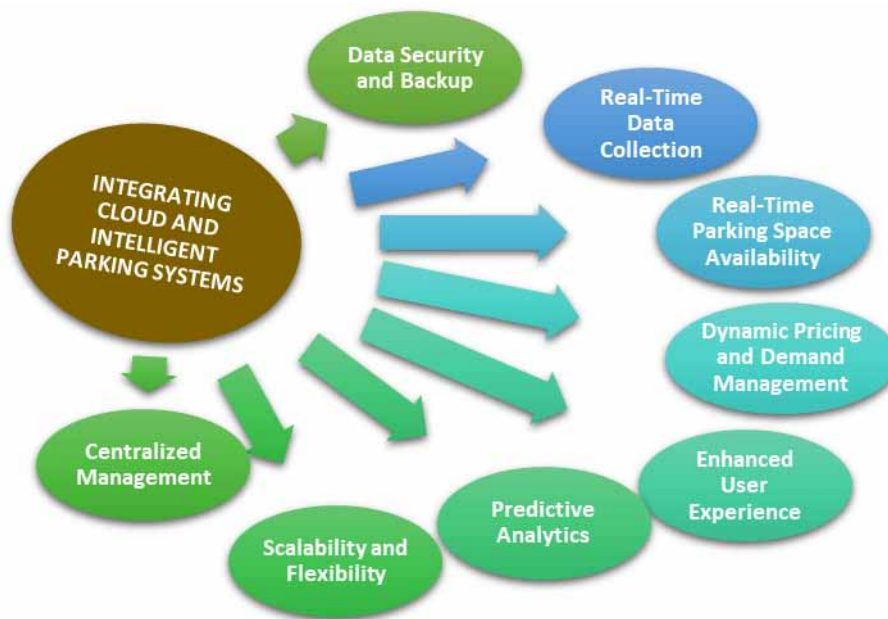 Data Security
and Backup
Real-Time
Data
Collection
INTEGRATING
CLOUD AND
INTELLIGENT
PARKING SYSTEMS
Real-Time
Parking Space
Availability
Dynamic Pricing
and Demand
Management
Centralized
Management
Enhanced
User
Experience
Predictive
Analytics
Scalability and
Flexibility